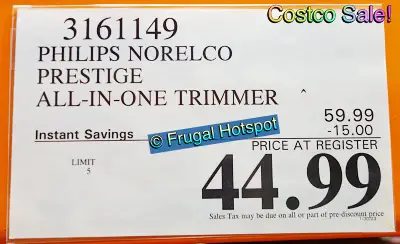 Costco Sale!
3161149
PHILIPS NORELCO
PRESTIGE
ALL-IN-ONE TRIMMER
59.99
Instant Savings -15.00
© Frugal Hotspot
PRICE AT REGISTER
LIMIT
5
44.99
Sales Tax may be due on all or part of pre-discount price